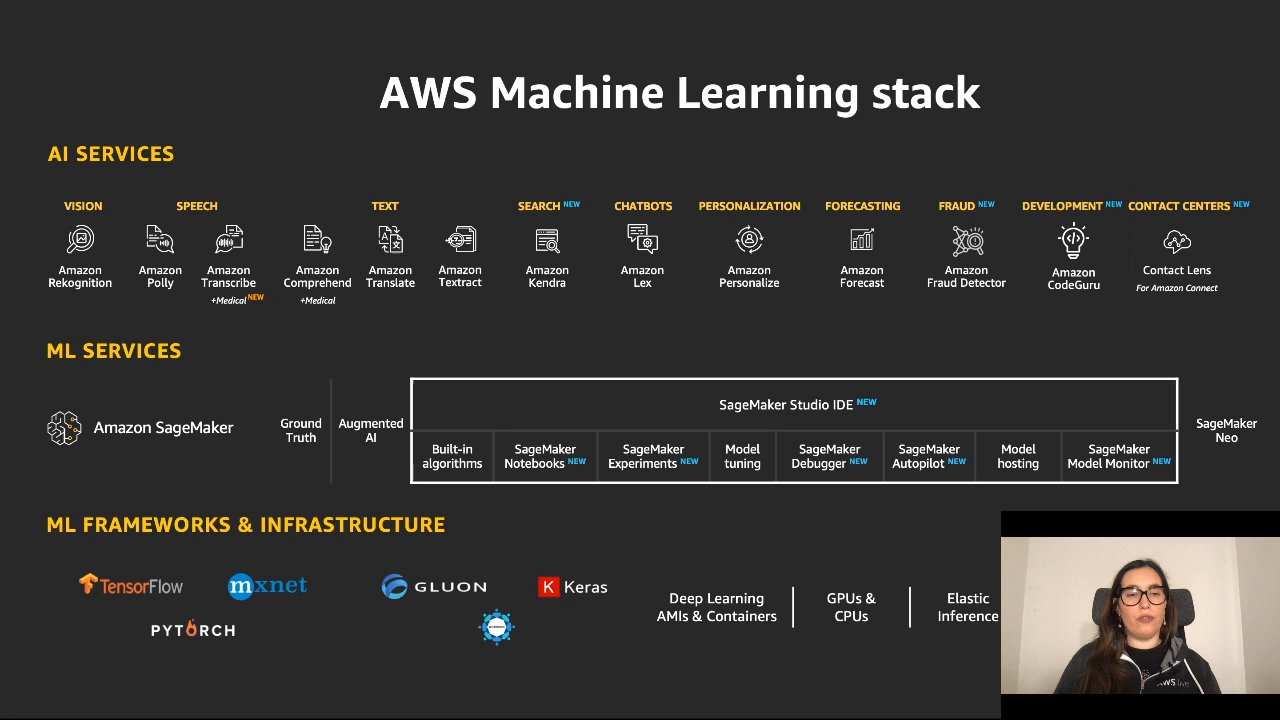 AWS Machine Learning stack
AI SERVICES
VISION
SPEECH
TEXT
SEARCH NEW
CHATBOTS
PERSONALIZATION
FORECASTING
FRAUD NEW
DEVELOPMENT NEW
CONTACT CENTERS NEW
Amazon
Rekognition
Amazon
Polly
Amazon
Transcribe
+Medical NEW
Amazon
Comprehend
+Medical
Amazon
Translate
Amazon
Textract
Amazon
Kendra
Amazon
Lex
Amazon
Personalize
Amazon
Forecast
Amazon
Fraud Detector
Amazon
CodeGuru
Contact Lens
For Amazon Connect
ML SERVICES
Amazon SageMaker
Ground
Truth
Augmented
AI
SageMaker Studio IDE NEW
Built-in
algorithms
SageMaker
Notebooks NEW
SageMaker
Experiments NEW
Model
tuning
SageMaker
Debugger NEW
SageMaker
Autopilot NEW
Model
hosting
SageMaker
Model Monitor NEW
SageMaker
Neo
ML FRAMEWORKS & INFRASTRUCTURE
TensorFlow
mxnet
GLUON
K Keras
PYTORCH
Deep Learning
AMIs & Containers
GPUs &
CPUs
Elastic
Inference
aws live